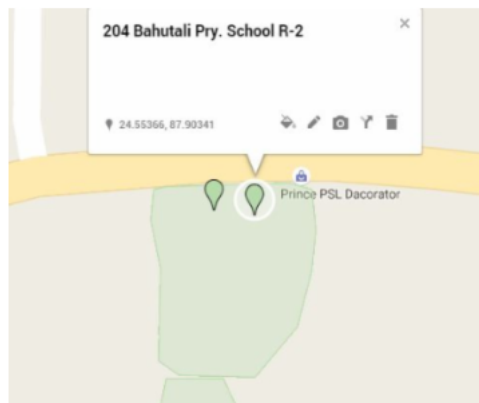 204 Bahutali Pry. School R-2
24.55366, 87.90341
Prince PSL Dacorator